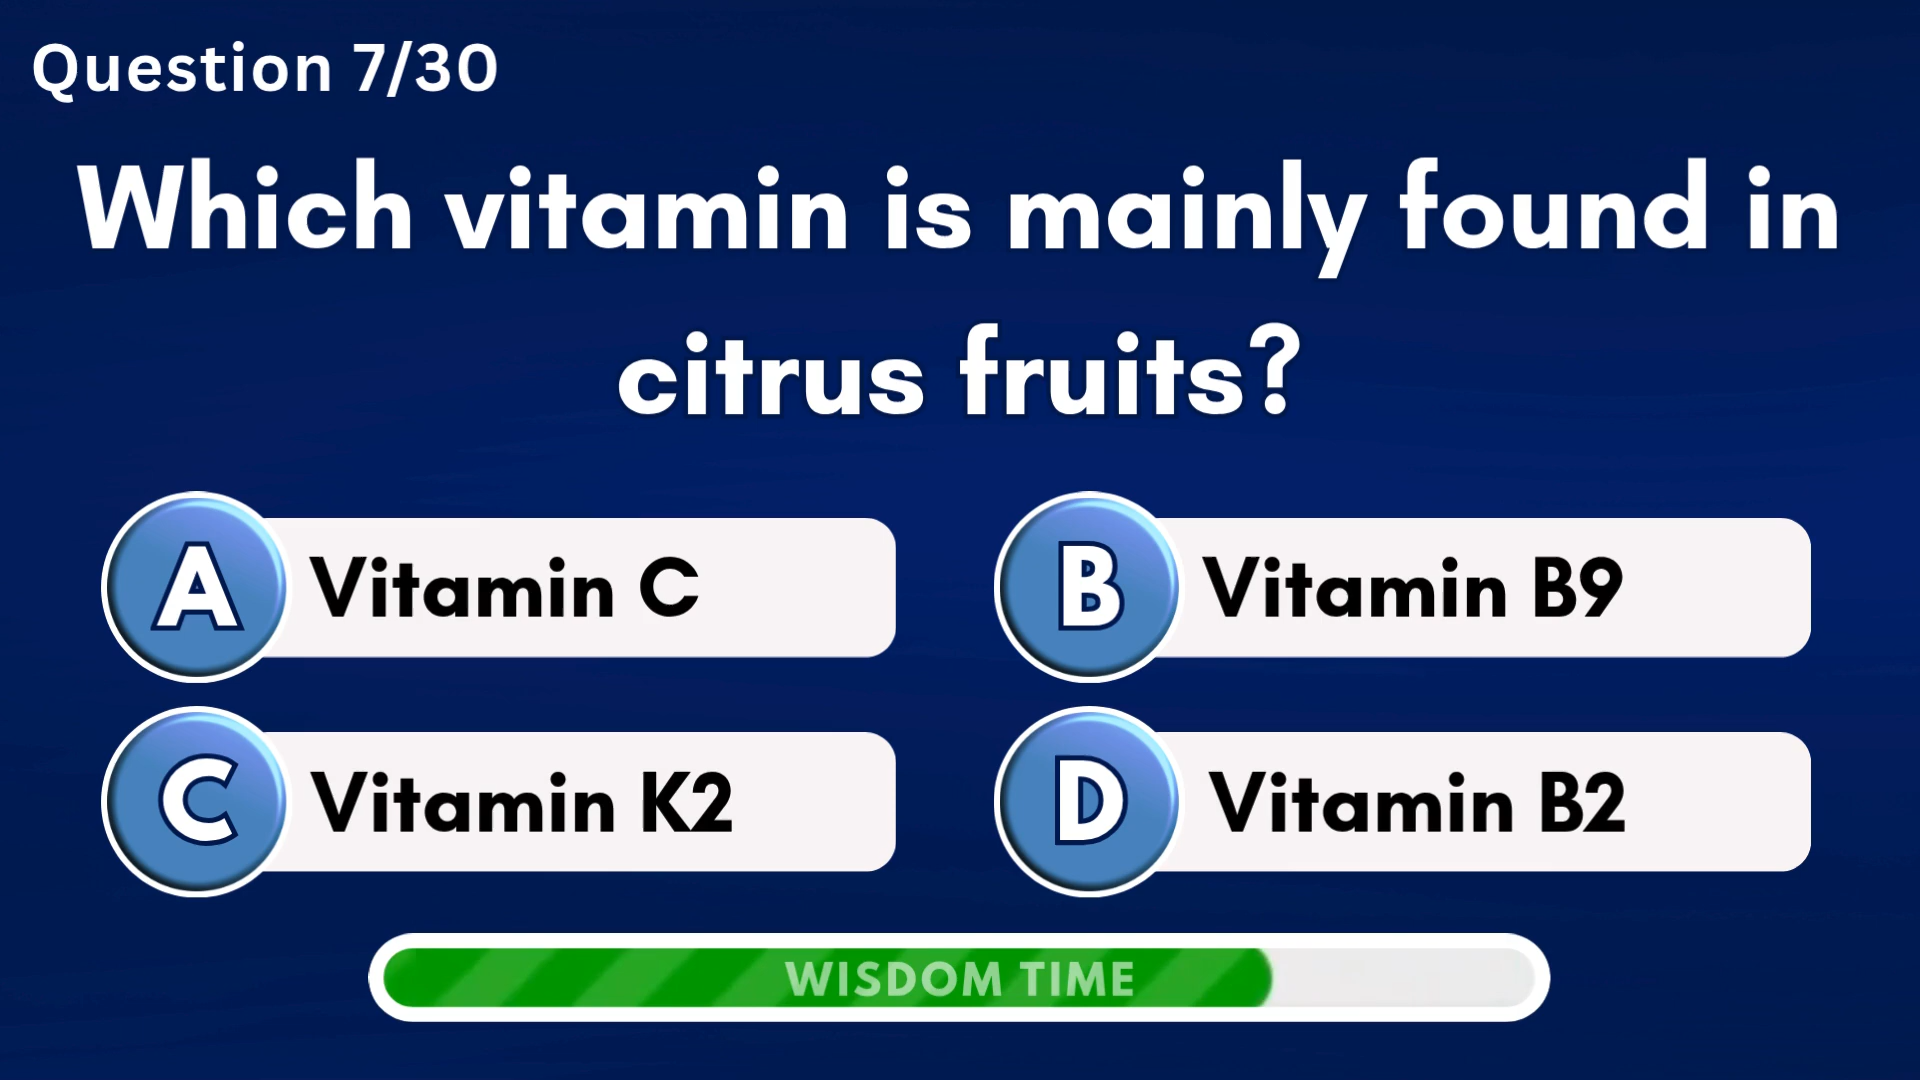 Question 7/30
Which vitamin is mainly found in
citrus fruits?
A Vitamin C
B Vitamin B9
C Vitamin K2
D Vitamin B2
WISDOM TIME